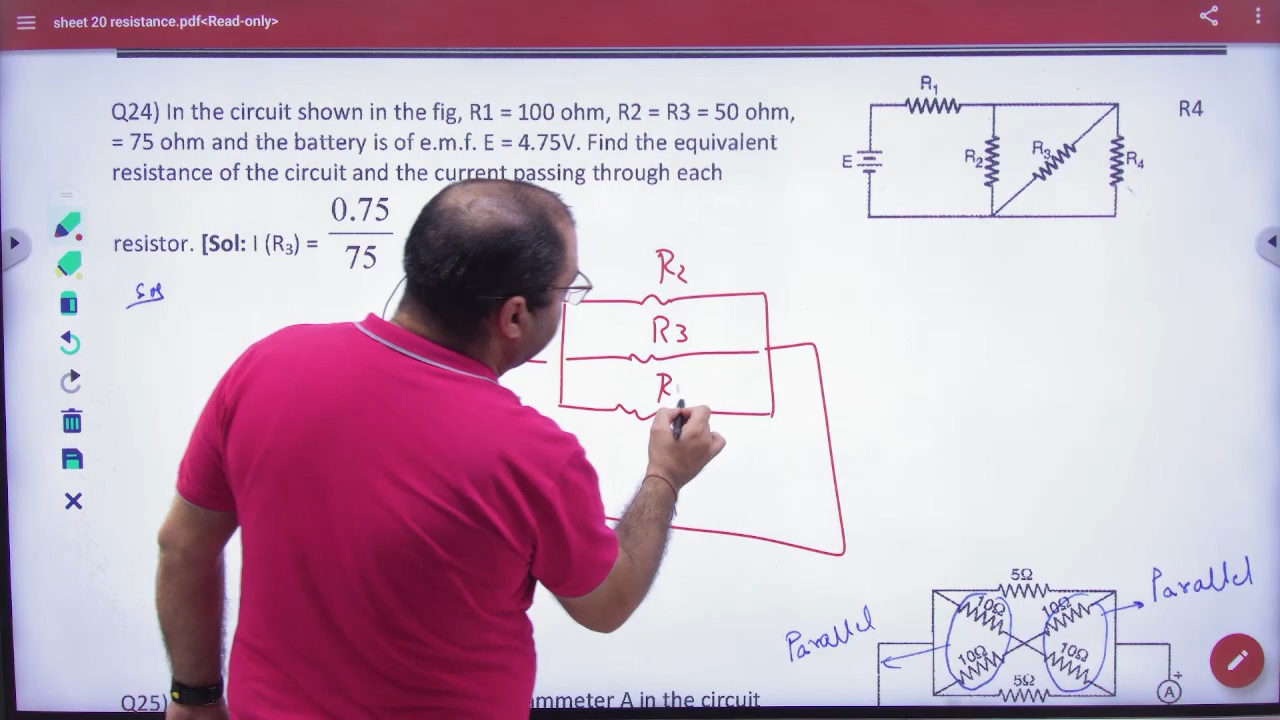 sheet 20 resistance.pdf<Read-only>
Q24) In the circuit shown in the fig, R1 = 100 ohm, R2 = R3 = 50 ohm,
R4
= 75 ohm and the battery is of e.m.f. E = 4.75V. Find the equivalent
resistance of the circuit and the current passing through each
resistor. [Sol: I (R₃) = 0.75
75
R₁
E
R₂
R₃
R₄
Sol
R2
R3
R
5Ω
10Ω
10Ω
10Ω
10Ω
5Ω
Parallel
Parallel
A
+
Q25)
ammeter A in the circuit